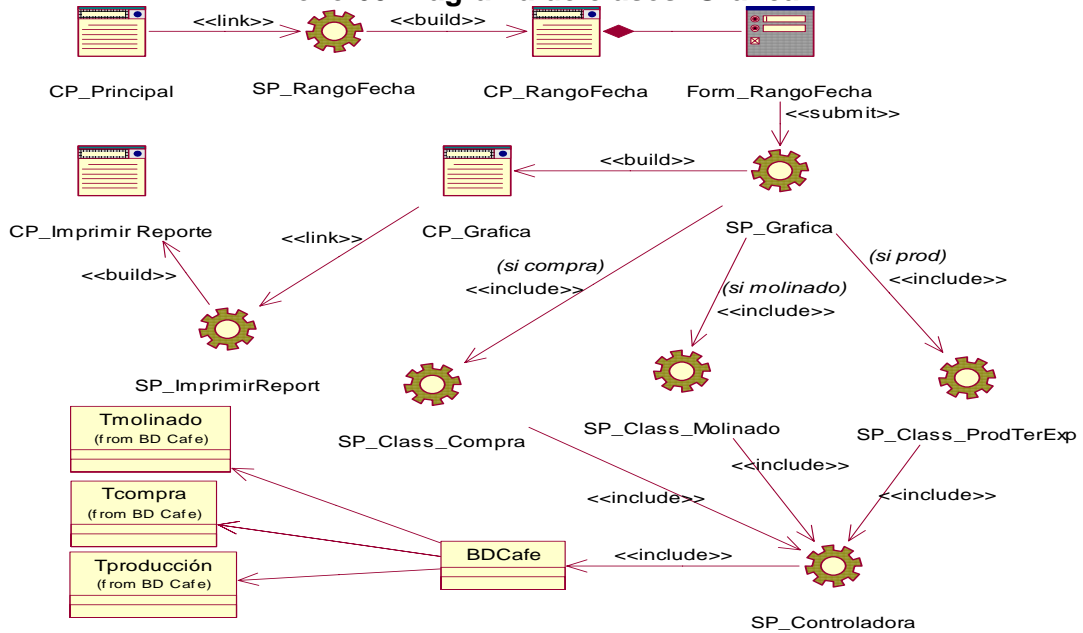 <<link>>
<<build>>
CP_Principal
SP_RangoFecha
CP_RangoFecha
Form_RangoFecha
<<submit>>
<<build>>
CP_Imprimir Reporte
<<link>>
CP_Grafica
SP_Grafica
<<build>>
(si compra)
<<include>>
(si molinado)
<<include>>
(si prod)
<<include>>
SP_ImprimirReport
SP_Class_Compra
SP_Class_Molinado
SP_Class_ProdTerExp
Tmolinado
(from BD Cafe)
<<include>>
<<include>>
<<include>>
Tcompra
(from BD Cafe)
BDCafe
<<include>>
Tproducción
(from BD Cafe)
SP_Controladora